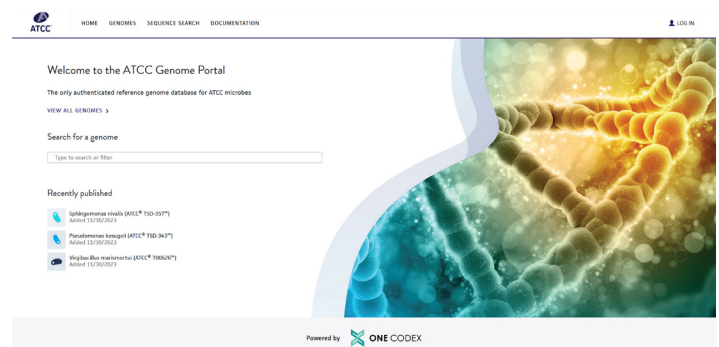 ATCC
HOME GENOMES SEQUENCE SEARCH DOCUMENTATION
LOG IN
Welcome to the ATCC Genome Portal
The only authenticated reference genome database for ATCC microbes
VIEW ALL GENOMES >
Search for a genome
Type to search or filter
Recently published
Sphingomonas nivalis (ATCC® TSD-357™)
Added 11/30/2023
Pseudomonas kosugeii (ATCC® TSD-343™)
Added 11/30/2023
Virgibacillus marismortui (ATCC® 700626™)
Added 11/30/2023
Powered by ONE CODEX